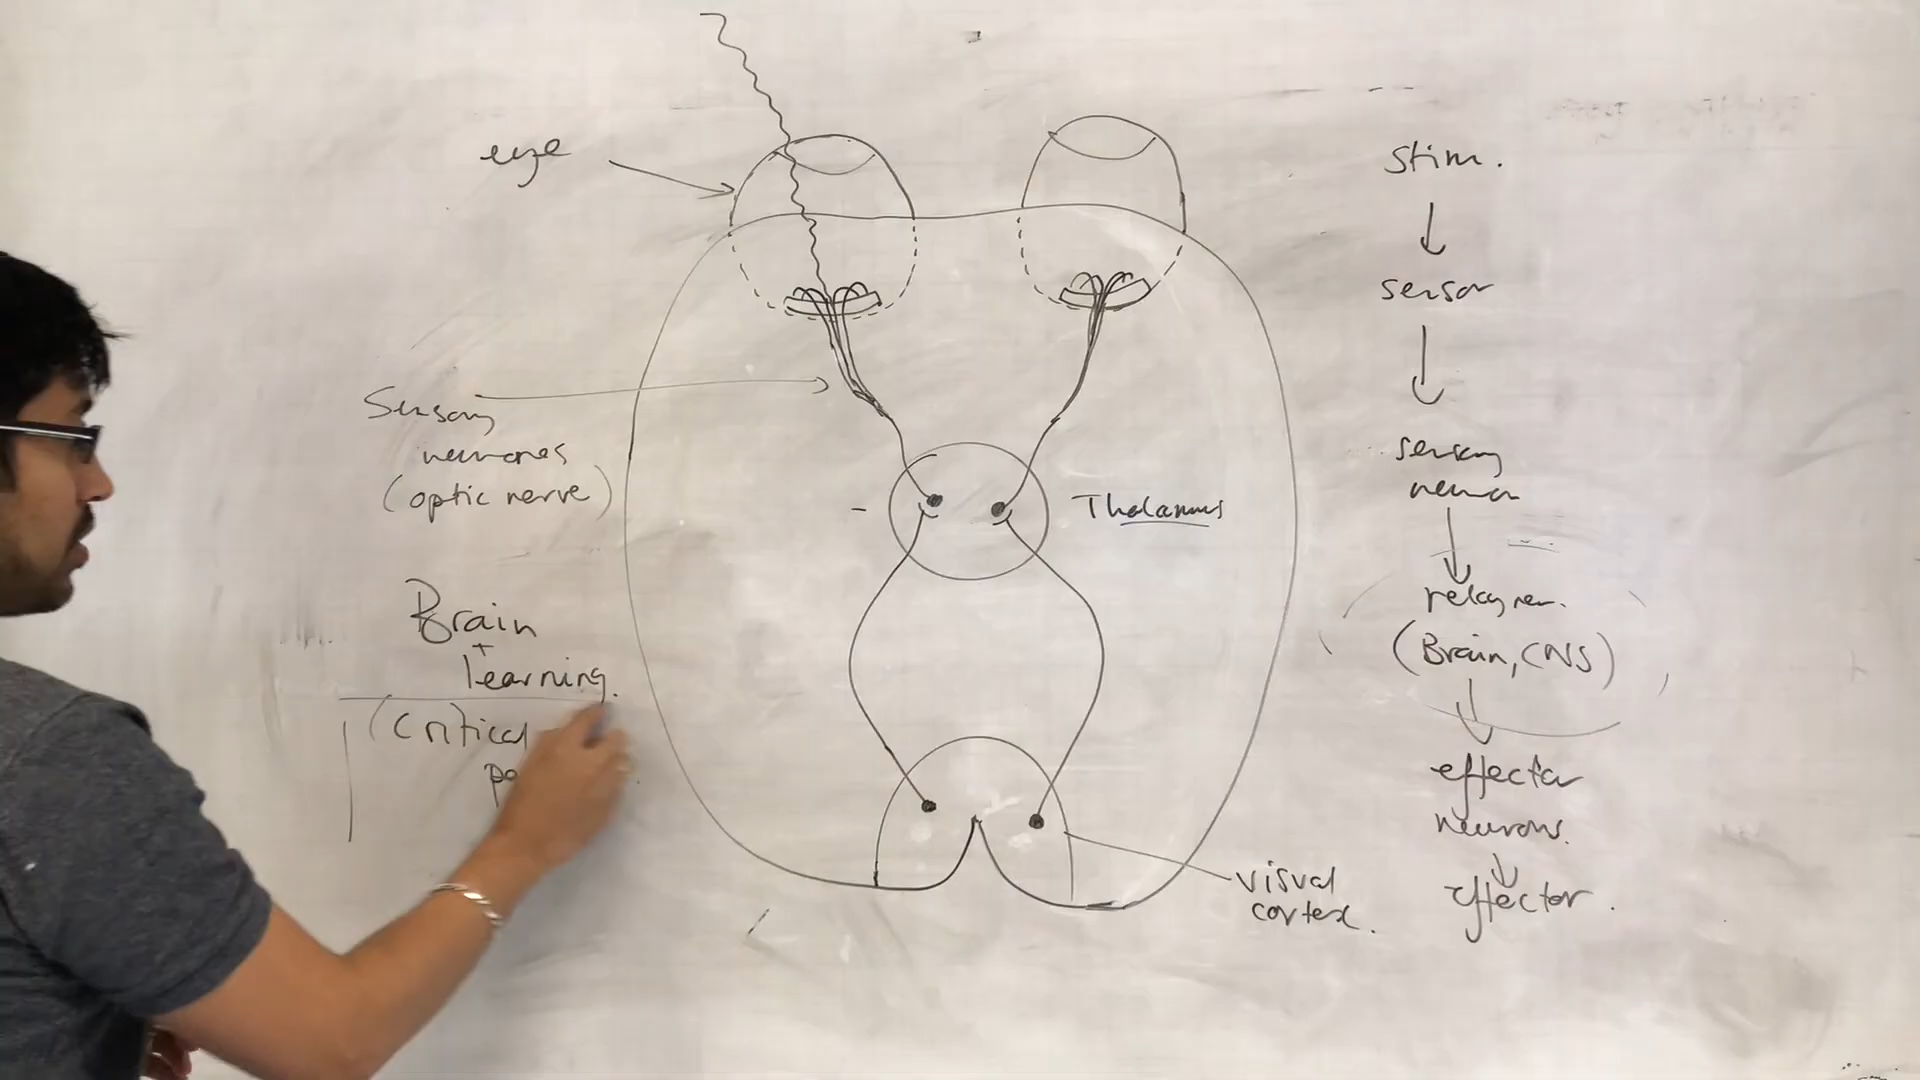 eye
Sensory
neurones
(optic nerve)
Brain
+
learning.
(Critical
Thalamus
visual
cortex.
Stim.
sensor
sensory
neuron
relay neu.
(Brain, CNS)
effector
neurons.
effector.